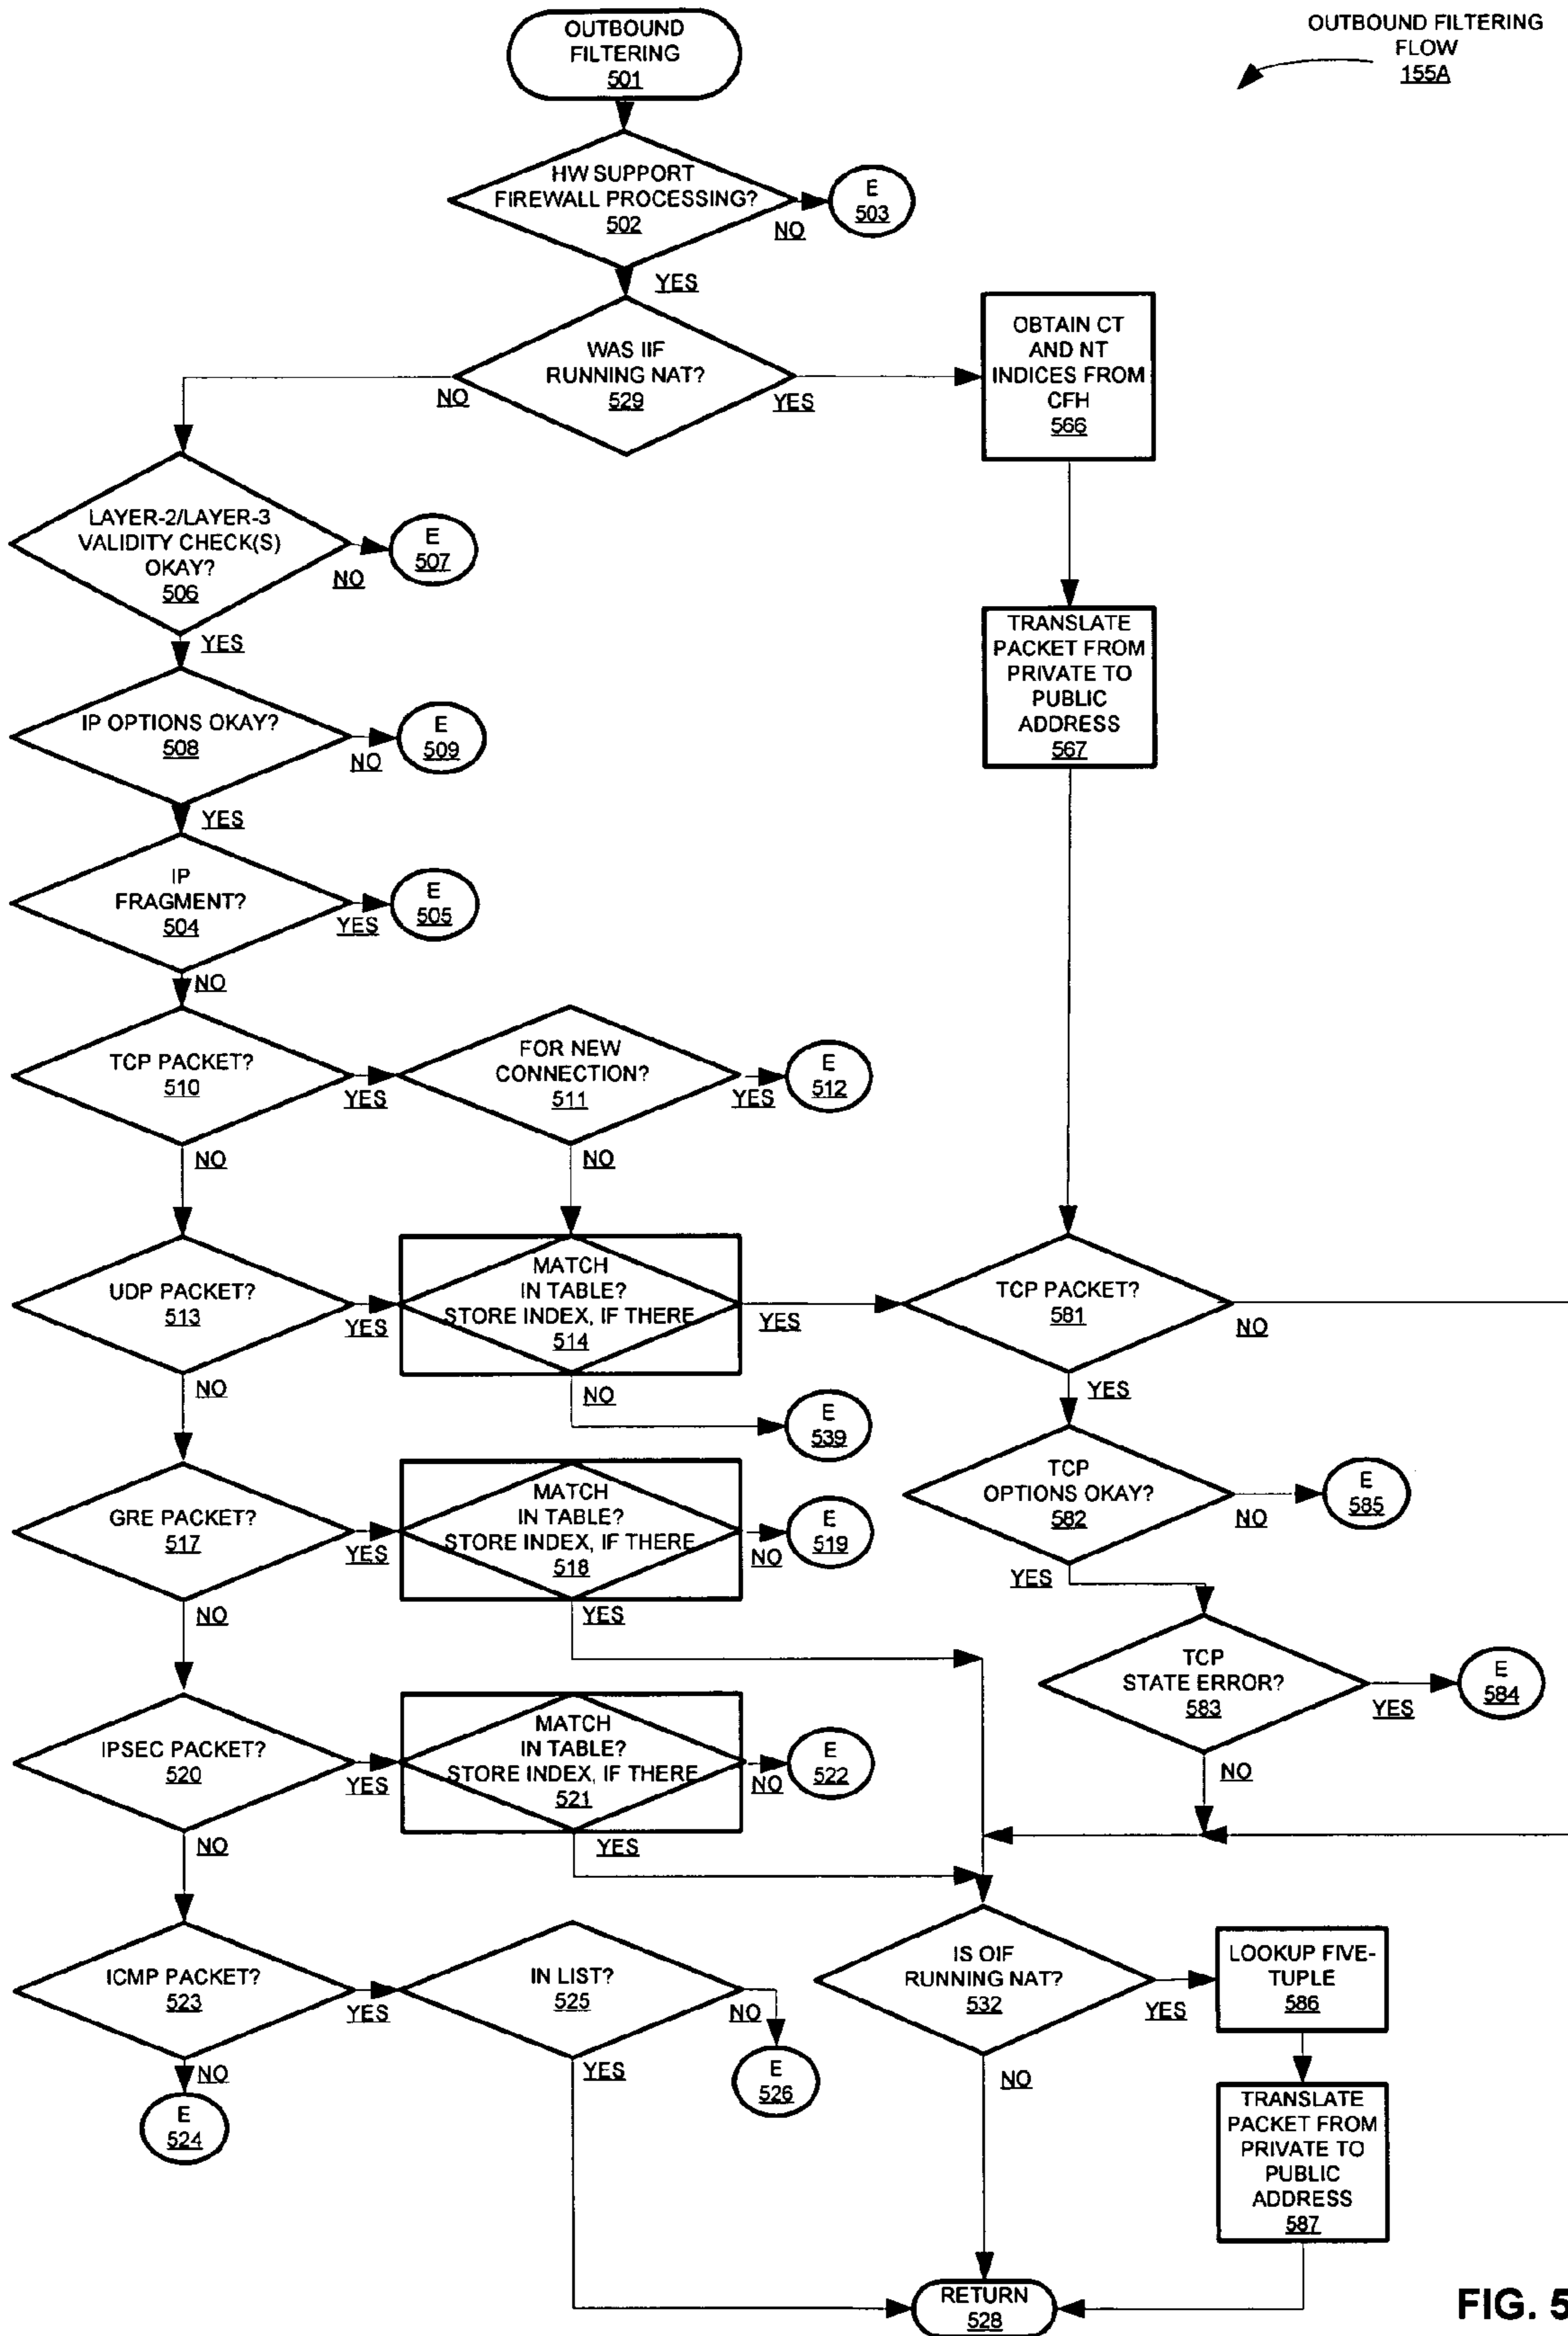 OUTBOUND
FILTERING
501
OUTBOUND FILTERING
FLOW
155A
HW SUPPORT
FIREWALL PROCESSING?
502
NO
E
503
YES
WAS IIF
RUNNING NAT?
529
NO
YES
OBTAIN CT
AND NT
INDICES FROM
CFH
566
LAYER-2/LAYER-3
VALIDITY CHECK(S)
OKAY?
506
NO
E
507
YES
TRANSLATE
PACKET FROM
PRIVATE TO
PUBLIC
ADDRESS
567
IP OPTIONS OKAY?
508
NO
E
509
YES
IP
FRAGMENT?
504
YES
E
505
NO
TCP PACKET?
510
YES
FOR NEW
CONNECTION?
511
YES
E
512
NO
NO
UDP PACKET?
513
YES
MATCH
IN TABLE?
STORE INDEX, IF THERE
514
YES
TCP PACKET?
581
NO
NO
NO
E
539
YES
TCP
OPTIONS OKAY?
582
NO
E
585
GRE PACKET?
517
YES
MATCH
IN TABLE?
STORE INDEX, IF THERE
518
NO
E
519
YES
NO
YES
TCP
STATE ERROR?
583
YES
E
584
IPSEC PACKET?
520
YES
MATCH
IN TABLE?
STORE INDEX, IF THERE
521
NO
E
522
NO
NO
YES
ICMP PACKET?
523
YES
IN LIST?
525
NO
E
526
IS OIF
RUNNING NAT?
532
YES
LOOKUP FIVE-
TUPLE
586
NO
E
524
YES
NO
TRANSLATE
PACKET FROM
PRIVATE TO
PUBLIC
ADDRESS
587
RETURN
528
FIG. 5